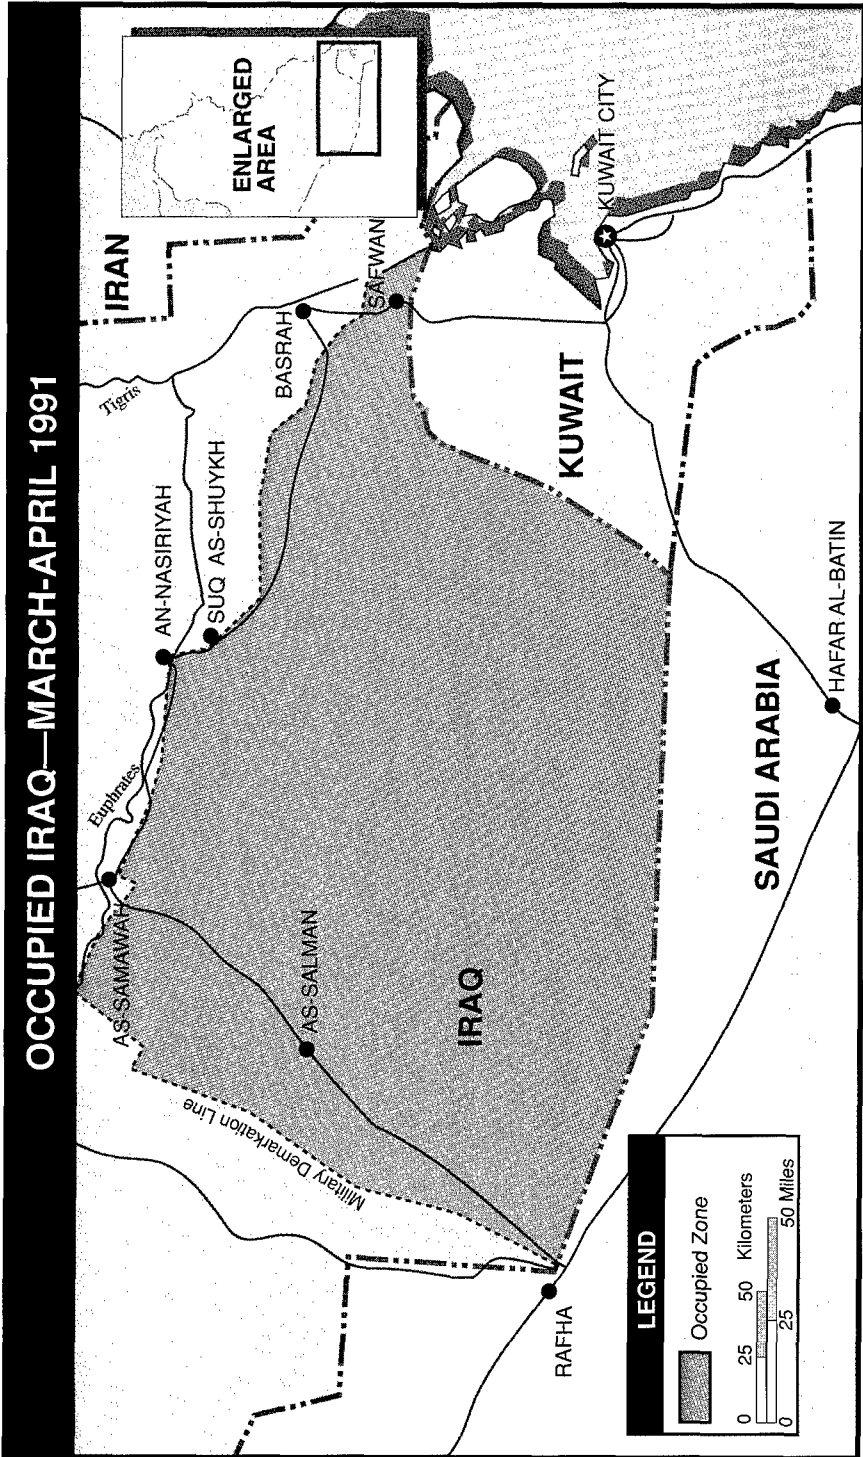 OCCUPIED IRAQ—MARCH-APRIL 1991
ENLARGED
AREA
IRAN
Tigris
Euphrates
AS-SAMAWAH
AN-NASIRIYAH
SUQ AS-SHUYKH
BASRAH
SAFWAN
Military Demarkation Line
AS-SALMAN
IRAQ
KUWAIT
KUWAIT CITY
RAFHA
SAUDI ARABIA
HAFAR AL-BATIN
LEGEND
Occupied Zone
0 25 50 Kilometers
0 25 50 Miles